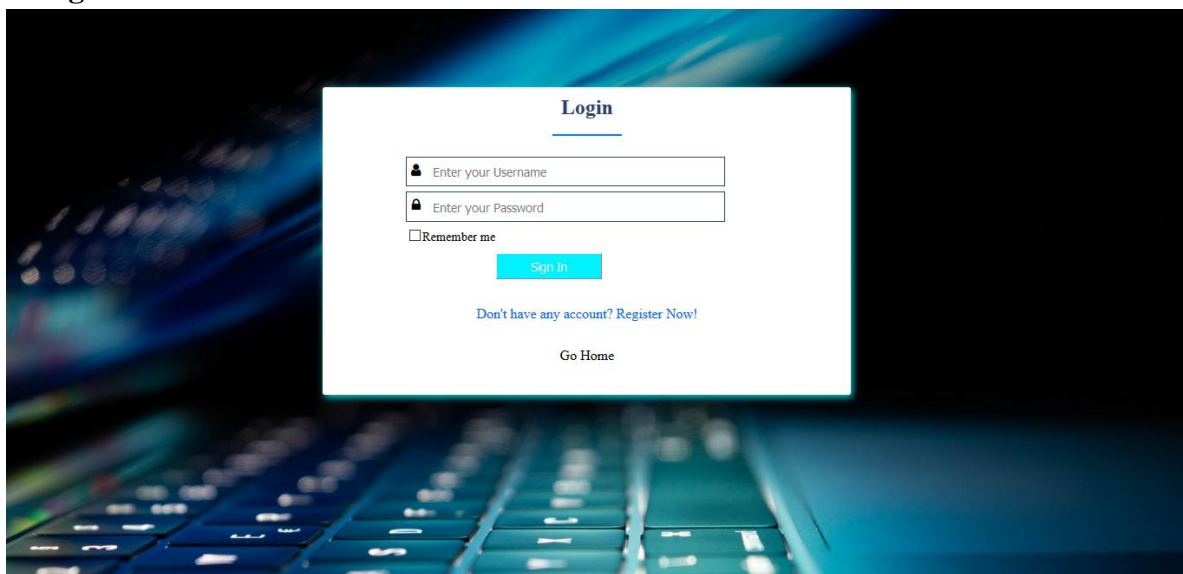 Login
Enter your Username
Enter your Password
Remember me
Sign In
Don't have any account? Register Now!
Go Home